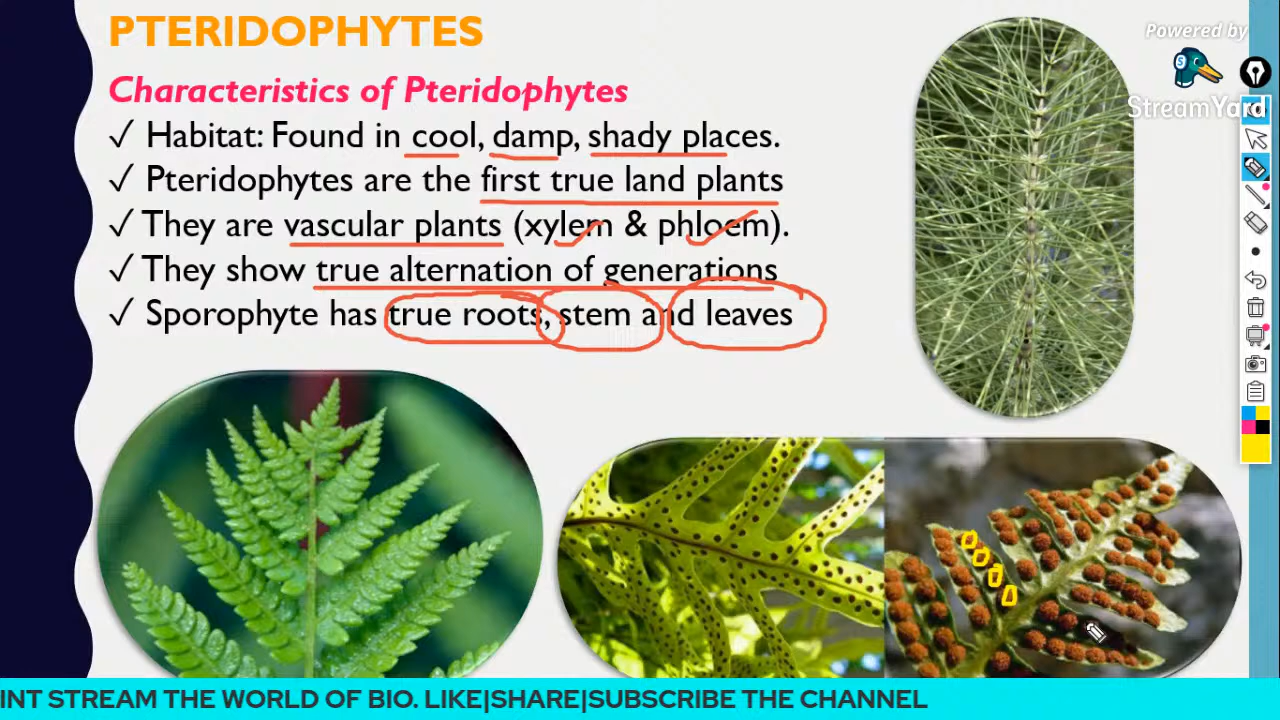 PTERIDOPHYTES
Powered by
StreamYard
Characteristics of Pteridophytes
✓ Habitat: Found in cool, damp, shady places.
✓ Pteridophytes are the first true land plants
✓ They are vascular plants (xylem & phloem).
✓ They show true alternation of generations
✓ Sporophyte has true roots, stem and leaves
INT STREAM THE WORLD OF BIO. LIKE|SHARE|SUBSCRIBE THE CHANNEL